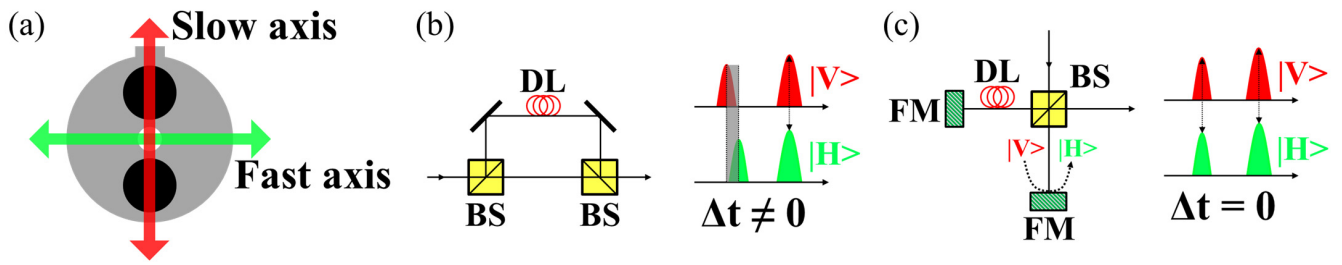 (a)
Slow axis
Fast axis
(b)
DL
BS
BS
|V>
|H>
Δt ≠ 0
(c)
DL
BS
FM
|V>
|H>
FM
|V>
|H>
Δt = 0